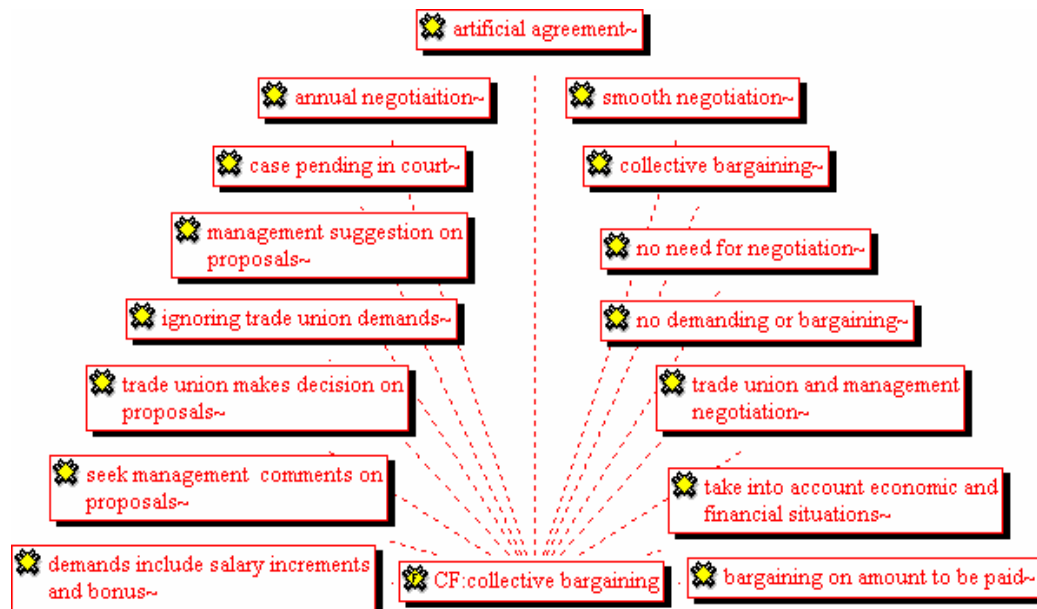 artificial agreement~
annual negotiaition~
smooth negotiation~
case pending in court~
collective bargaining~
management suggestion on
proposals~
no need for negotiation~
ignoring trade union demands~
no demanding or bargaining~
trade union makes decision on
proposals~
trade union and management
negotiation~
seek management comments on
proposals~
take into account economic and
financial situations~
demands include salary increments
and bonus~
F CF:collective bargaining
bargaining on amount to be paid~